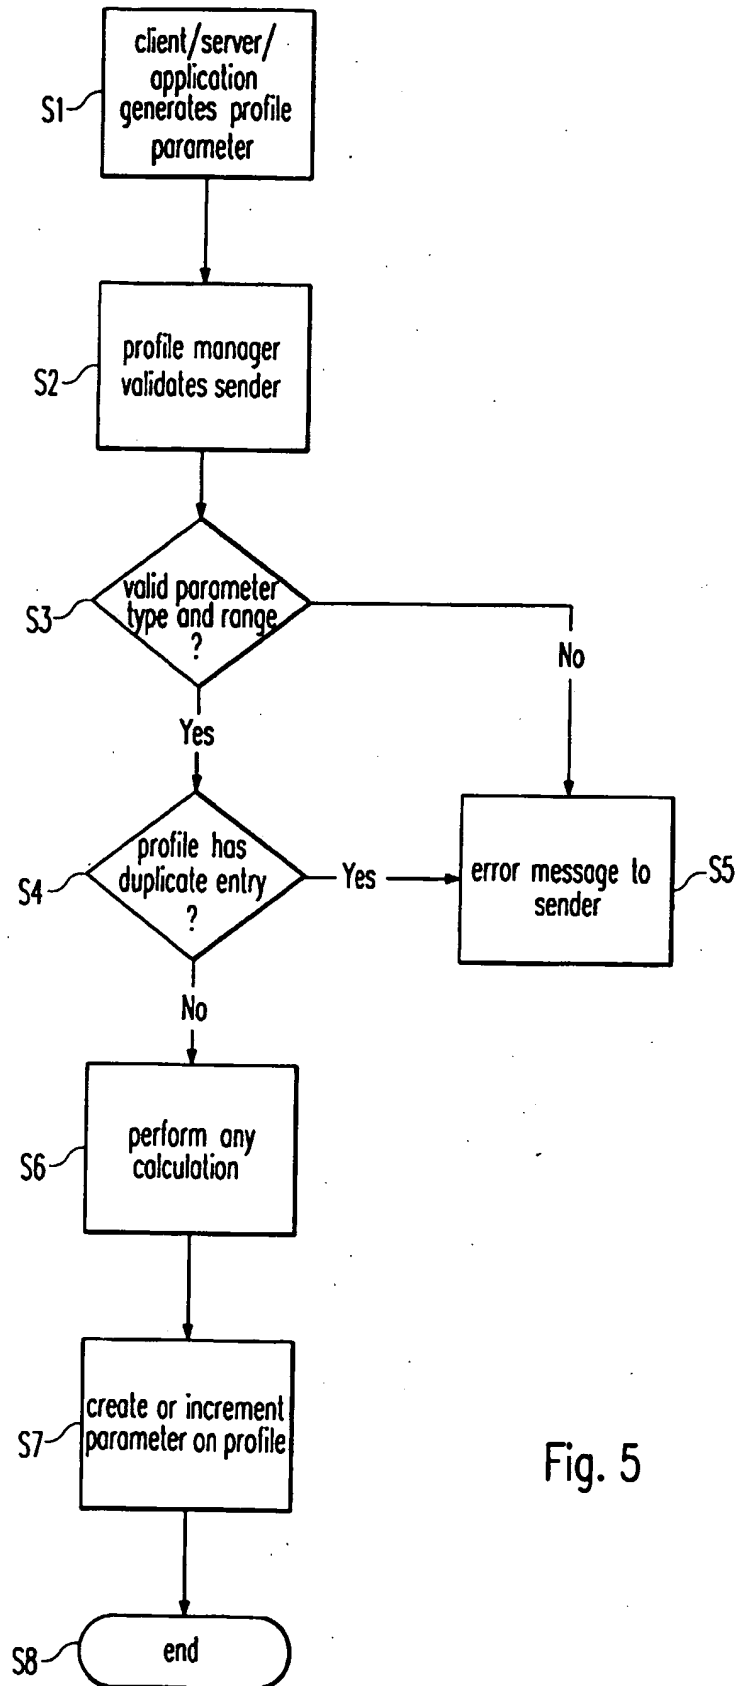 client/server/
application
generates profile
parameter
S1
profile manager
validates sender
S2
valid parameter
type and range
?
S3
No
Yes
profile has
duplicate entry
?
S4
Yes
error message to
sender
S5
No
perform any
calculation
S6
create or increment
parameter on profile
S7
Fig. 5
end
S8